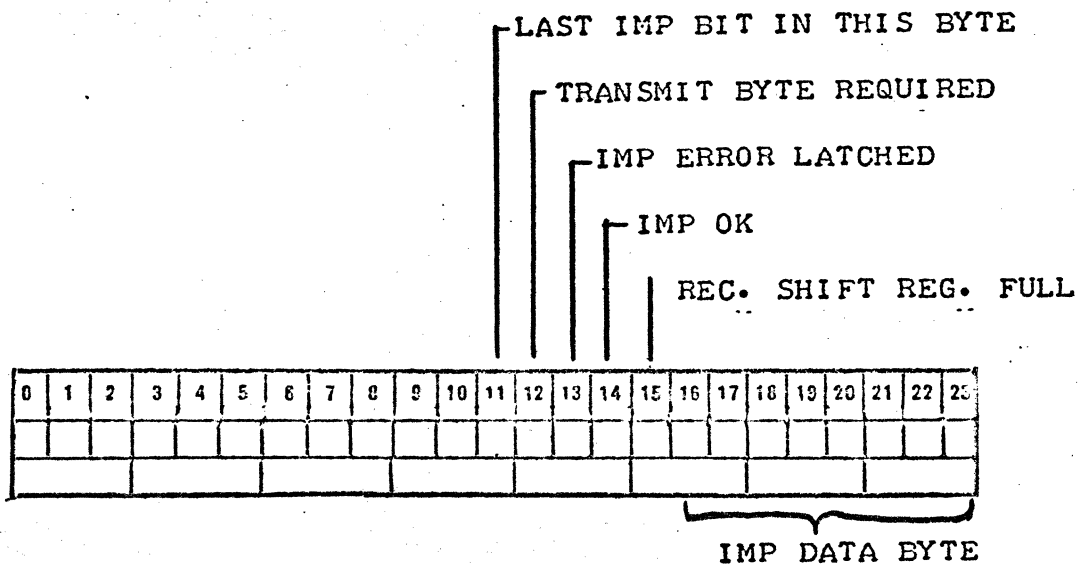 LAST IMP BIT IN THIS BYTE
TRANSMIT BYTE REQUIRED
IMP ERROR LATCHED
IMP OK
REC. SHIFT REG. FULL
0 1 2 3 4 5 6 7 8 9 10 11 12 13 14 15 16 17 18 19 20 21 22 23
IMP DATA BYTE